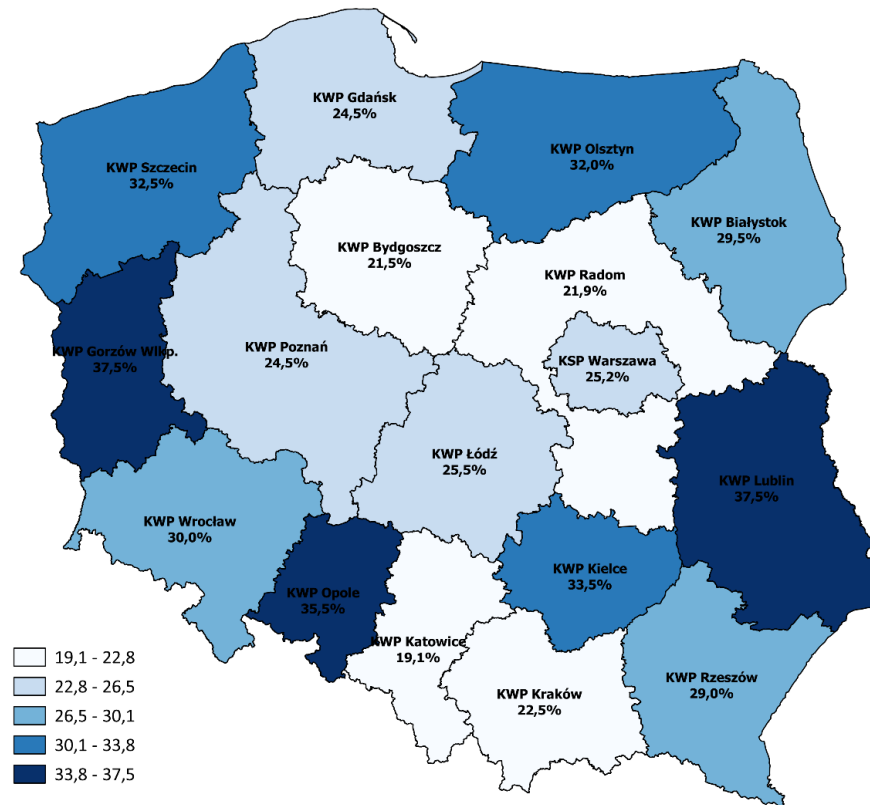 KWP Gdańsk
24,5%
KWP Olsztyn
32,0%
KWP Szczecin
32,5%
KWP Białystok
29,5%
KWP Bydgoszcz
21,5%
KWP Radom
21,9%
KWP Gorzów Wlkp.
37,5%
KWP Poznań
24,5%
KSP Warszawa
25,2%
KWP Łódź
25,5%
KWP Lublin
37,5%
KWP Wrocław
30,0%
KWP Kielce
33,5%
KWP Opole
35,5%
KWP Katowice
19,1%
KWP Kraków
22,5%
KWP Rzeszów
29,0%
19,1 - 22,8
22,8 - 26,5
26,5 - 30,1
30,1 - 33,8
33,8 - 37,5